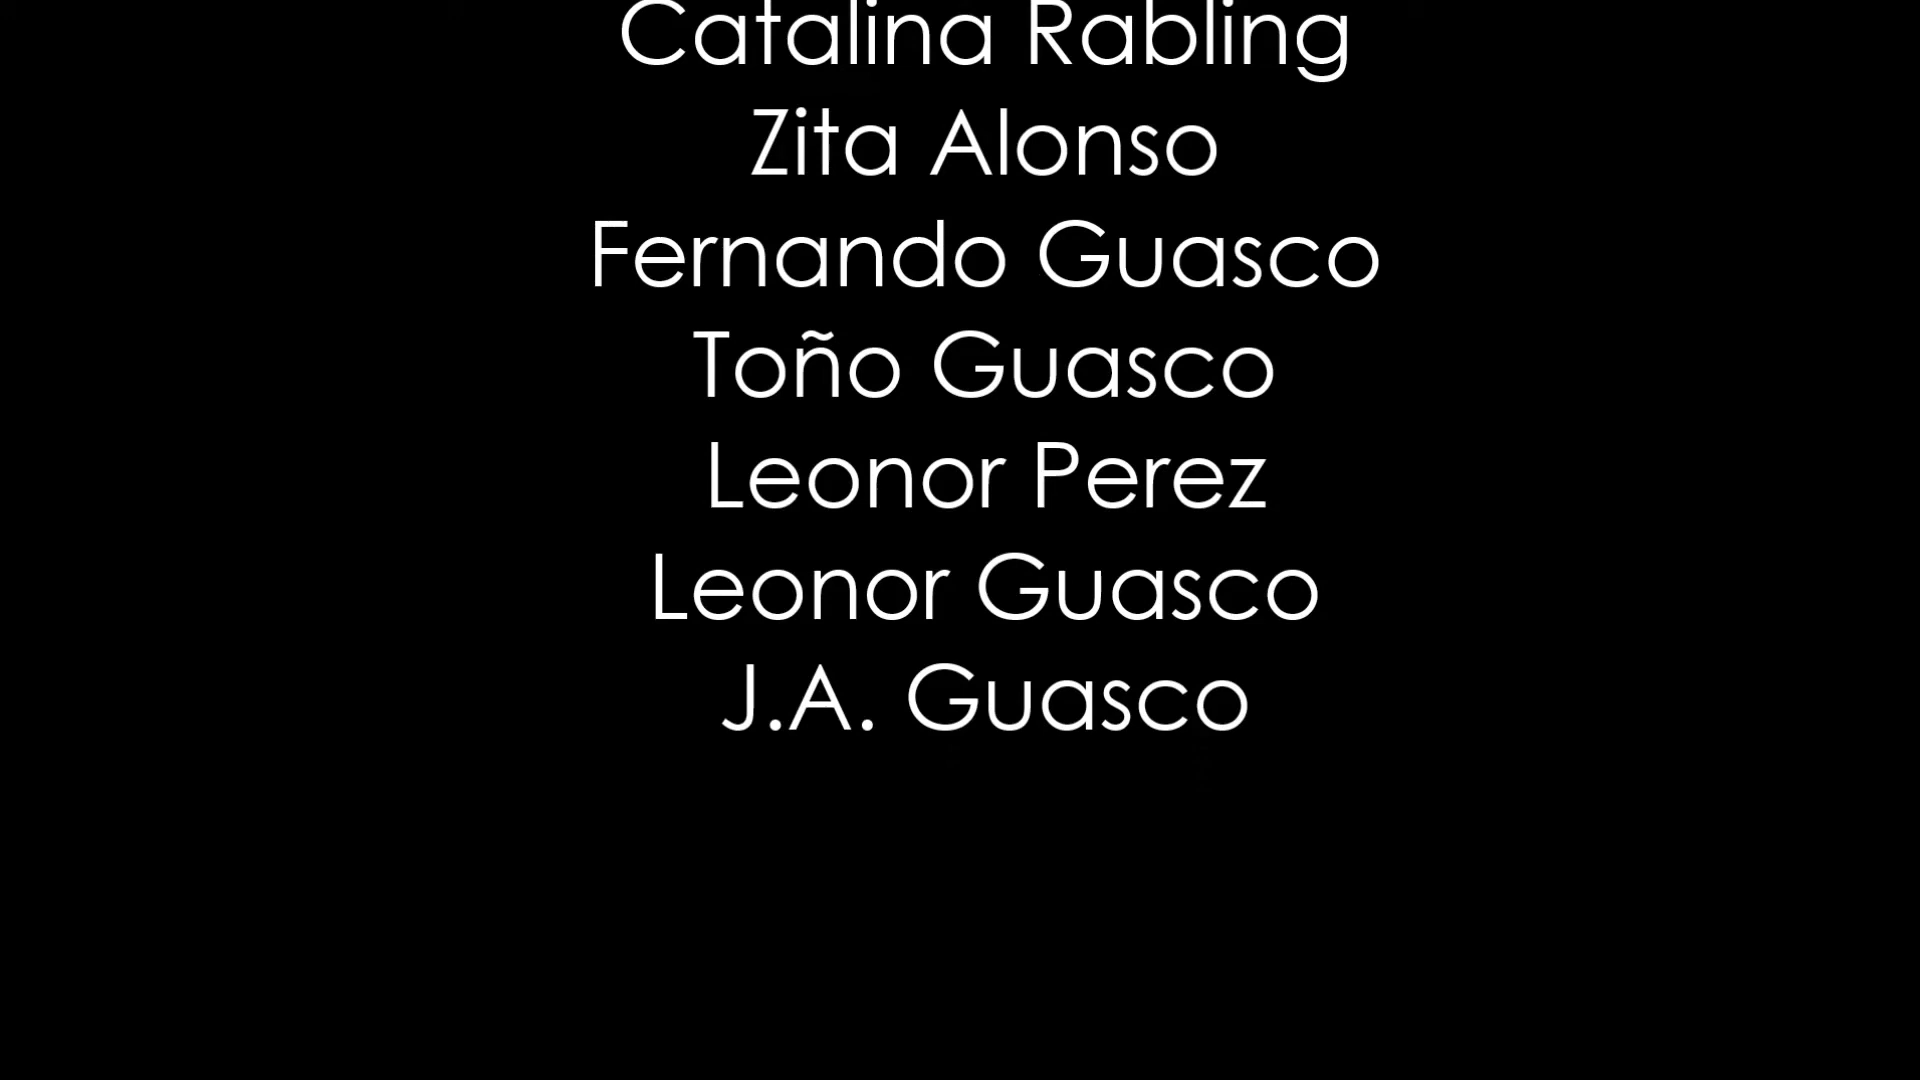 Catalina Rabling
Zita Alonso
Fernando Guasco
Toño Guasco
Leonor Perez
Leonor Guasco
J.A. Guasco